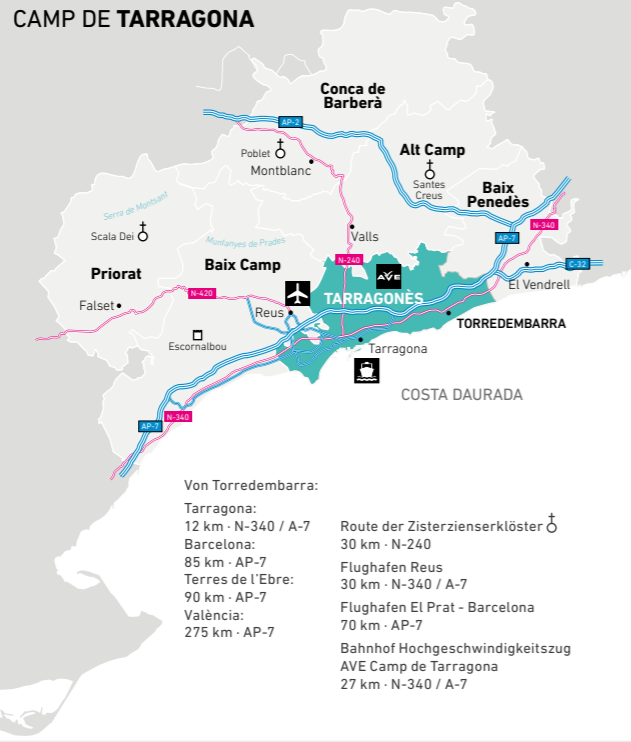 CAMP DE TARRAGONA
Conca de
Barberà
AP-2
Poblet
Montblanc
Alt Camp
Santes
Creus
Baix
Penedès
Serra de Montsant
Scala Dei
Muntanyes de Prades
Valls
AP-7
N-340
Priorat
Baix Camp
N-240
AVE
C-32
El Vendrell
N-420
TARRAGONÈS
Falset
Reus
TORREDEMBARRA
Escornalbou
Tarragona
COSTA DAURADA
AP-7
N-340
Von Torredembarra:
Tarragona:
12 km · N-340 / A-7
Barcelona:
85 km · AP-7
Terres de l'Ebre:
90 km · AP-7
València:
275 km · AP-7
Route der Zisterzienserklöster
30 km · N-240
Flughafen Reus
30 km · N-340 / A-7
Flughafen El Prat - Barcelona
70 km · AP-7
Bahnhof Hochgeschwindigkeitszug
AVE Camp de Tarragona
27 km · N-340 / A-7